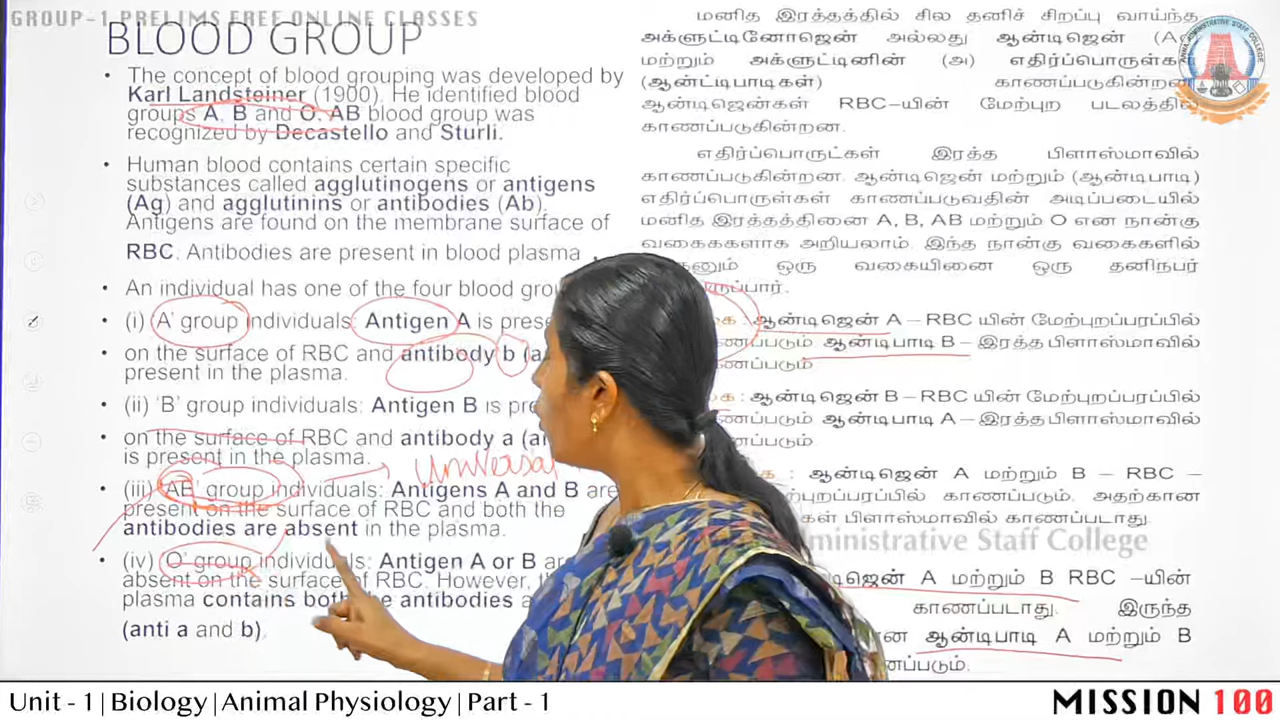 GROUP-1 PRELIMS FREE ONLINE CLASSES
BLOOD GROUP
• The concept of blood grouping was developed by
Karl Landsteiner (1900). He identified blood
groups A, B and O. AB blood group was
recognized by Decastello and Sturli.
• Human blood contains certain specific
substances called agglutinogens or antigens
(Ag) and agglutinins or antibodies (Ab).
Antigens are found on the membrane surface of
RBC. Antibodies are present in blood plasma
• An individual has one of the four blood
• (i) A' group individuals: Antigen A is
• on the surface of RBC and antibody b
present in the plasma.
• (ii) 'B' group individuals: Antigen B is
• on the surface of RBC and antibody a
is present in the plasma.
Universal
• (iii) AB' group individuals: Antigens A and B are
present on the surface of RBC and both the
antibodies are absent in the plasma.
• (iv) O' group individuals: Antigen A or B
absent on the surface of RBC. However,
plasma contains both the antibodies
(anti a and b).
மனித இரத்தத்தில் சில தனிச் சிறப்பு வாய்ந்த
அக்ளுட்டினோஜென் அல்லது ஆன்டிஜென்
மற்றும் அக்ளுட்டினின் (அ)
(ஆன்ட்டிபாடிகள்) காணப்படுகின்றன.
ஆன்டிஜென்கள் RBC-யின் மேற்புற படலத்தில்
காணப்படுகின்றன.
எதிர்ப்பொருட்கள் இரத்த பிளாஸ்மாவில்
காணப்படுகின்றன. ஆன்டிஜென் மற்றும் (ஆன்டிபாடி)
எதிர்ப்பொருள்கள் காணப்படுவதின் அடிப்படையில்
மனித இரத்தத்தினை A, B, AB மற்றும் O என நான்கு
வகைகளாக அறியலாம். இந்த நான்கு வகைகளில்
ஒரு வகையினை ஒரு தனிநபர்
: ஆன்டிஜென் A – RBC யின் மேற்புறப்பரப்பில்
ஆன்டிபாடி B – இரத்த பிளாஸ்மாவில்
: ஆன்டிஜென் B – RBC யின் மேற்புறப்பரப்பில்
ஆன்டிபாடி A – இரத்த பிளாஸ்மாவில்
: ஆன்டிஜென் A மற்றும் B – RBC –
காணப்படும். அதற்கான
பிளாஸ்மாவில் காணப்படாது.
Administrative Staff College
A மற்றும் B RBC –யின்
காணப்படாது. இருந்த
ஆன்டிபாடி A மற்றும் B
Unit - 1 | Biology | Animal Physiology | Part - 1
MISSION 100